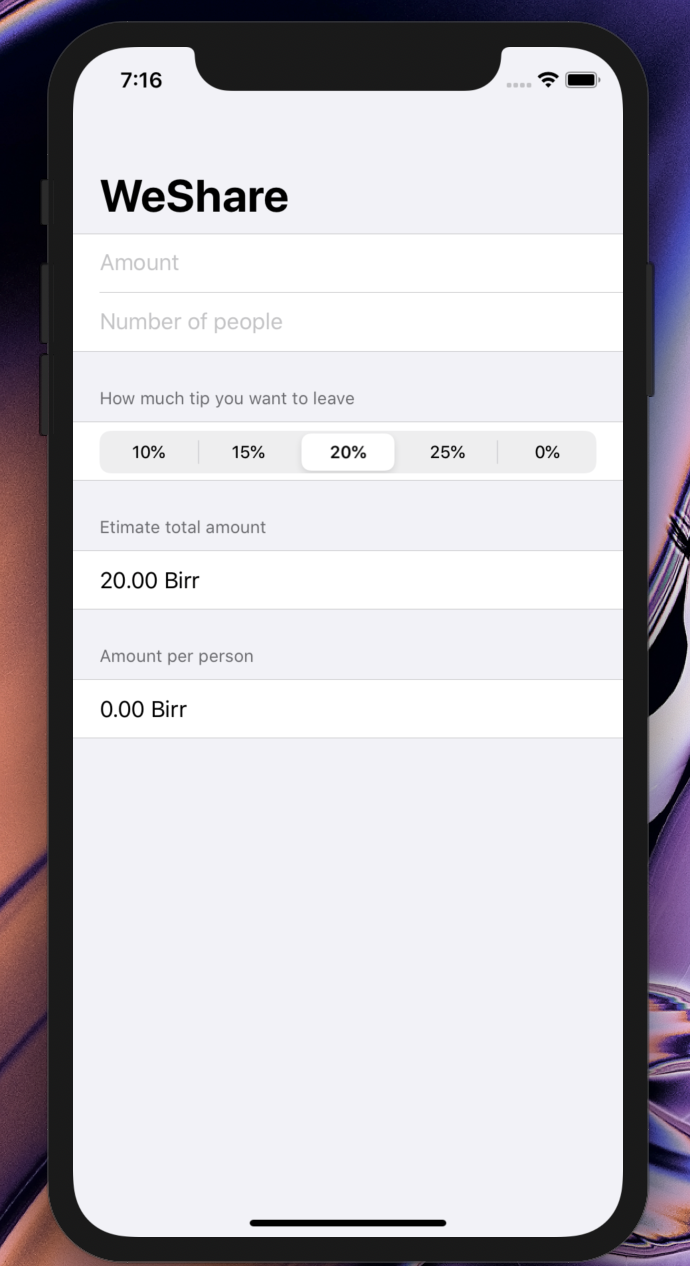 7:16
WeShare
Amount
Number of people
How much tip you want to leave
10% 15% 20% 25% 0%
Etimate total amount
20.00 Birr
Amount per person
0.00 Birr